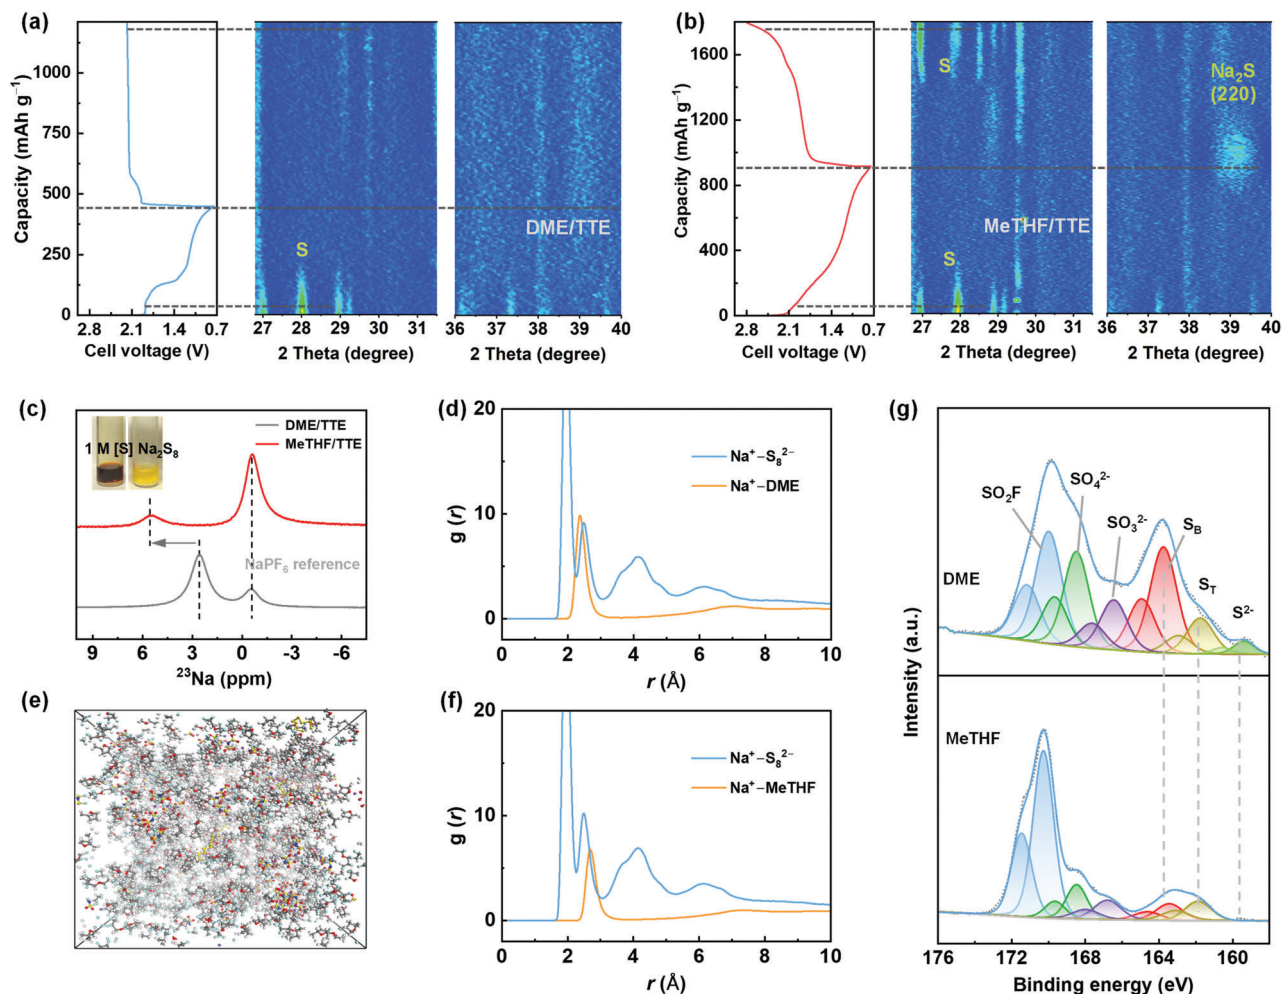 (a)
Capacity (mAh g⁻¹)
1000
750
500
250
0
2.8 2.1 1.4 0.7
Cell voltage (V)
S
27 28 29 30 31
2 Theta (degree)
DME/TTE
36 37 38 39 40
2 Theta (degree)
(b)
Capacity (mAh g⁻¹)
1600
1200
800
400
0
2.8 2.1 1.4 0.7
Cell voltage (V)
S
MeTHF/TTE
S
27 28 29 30 31
2 Theta (degree)
Na₂S
(220)
36 37 38 39 40
2 Theta (degree)
(c)
1 M [S] Na₂S₈
DME/TTE
MeTHF/TTE
NaPF₆ reference
9 6 3 0 -3 -6
²³Na (ppm)
(d)
g (r)
20
10
0
Na⁺–S₈²⁻
Na⁺–DME
0 2 4 6 8 10
r (Å)
(e)
(f)
g (r)
20
10
0
Na⁺–S₈²⁻
Na⁺–MeTHF
0 2 4 6 8 10
r (Å)
(g)
Intensity (a.u.)
SO₂F
SO₄²⁻
SO₃²⁻
S_B
S_T
S²⁻
DME
MeTHF
176 172 168 164 160
Binding energy (eV)